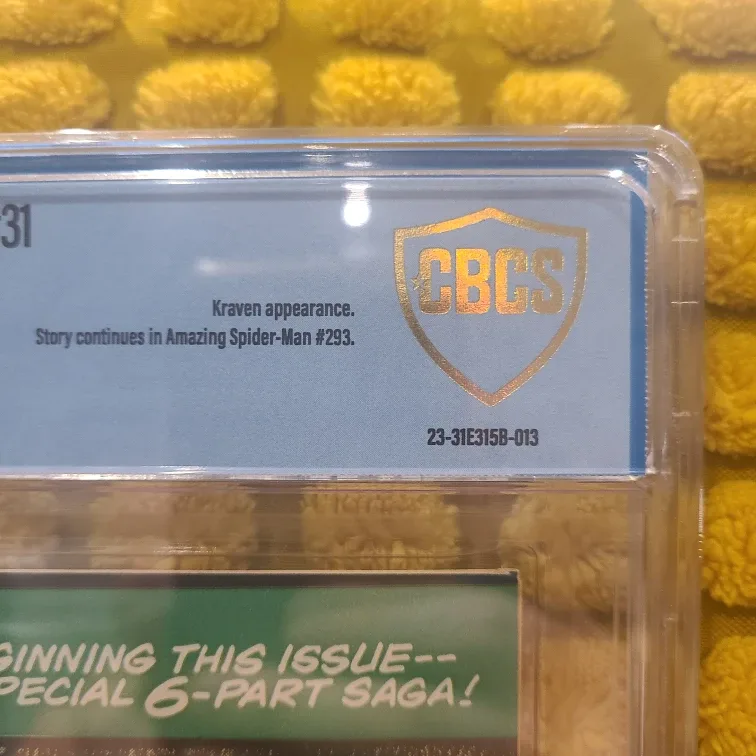 #31
Kraven appearance.
Story continues in Amazing Spider-Man #293.
CBCS
23-31E315B-013
GINNING THIS ISSUE--
PECIAL 6-PART SAGA!